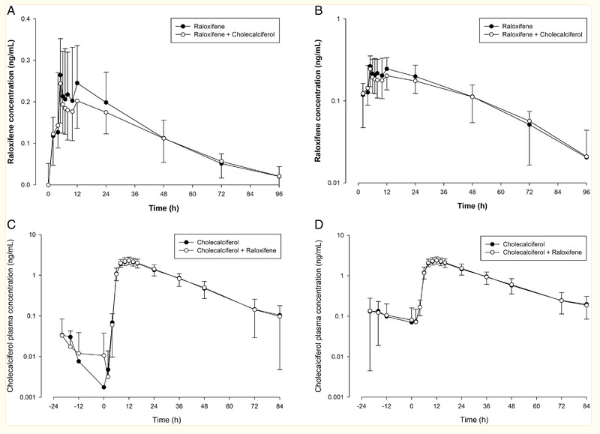 A
Raloxifene
Raloxifene + Cholecalciferol
Raloxifene concentration (ng/mL)
0.4
0.3
0.2
0.1
0.0
0 12 24 36 48 60 72 84 96
Time (h)
B
Raloxifene
Raloxifene + Cholecalciferol
Raloxifene concentration (ng/mL)
1
0.1
0.01
0 12 24 36 48 60 72 84 96
Time (h)
C
Cholecalciferol
Cholecalciferol + Raloxifene
Cholecalciferol plasma concentration (ng/mL)
10
1
0.1
0.01
0.001
-24 -12 0 12 24 36 48 60 72 84
Time (h)
D
Cholecalciferol
Cholecalciferol + Raloxifene
Cholecalciferol plasma concentration (ng/mL)
10
1
0.1
0.01
0.001
-24 -12 0 12 24 36 48 60 72 84
Time (h)